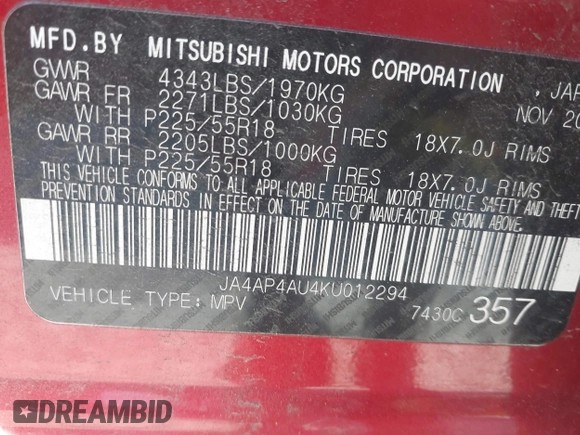 MFD.BY MITSUBISHI MOTORS CORPORATION
GVWR 4343LBS/1970KG
GAWR FR 2271LBS/1030KG NOV
WITH P225/55R18 TIRES 18X7.0J RIMS
GAWR RR 2205LBS/1000KG
WITH P225/55R18 TIRES 18X7.0J RIMS
THIS VEHICLE CONFORMS TO ALL APPLICABLE FEDERAL MOTOR VEHICLE SAFETY AND THEFT
PREVENTION STANDARDS IN EFFECT ON THE DATE OF MANUFACTURE SHOWN ABOVE.
JA4AP4AU4KU012294
VEHICLE TYPE: MPV 7430C 357
DREAMBID